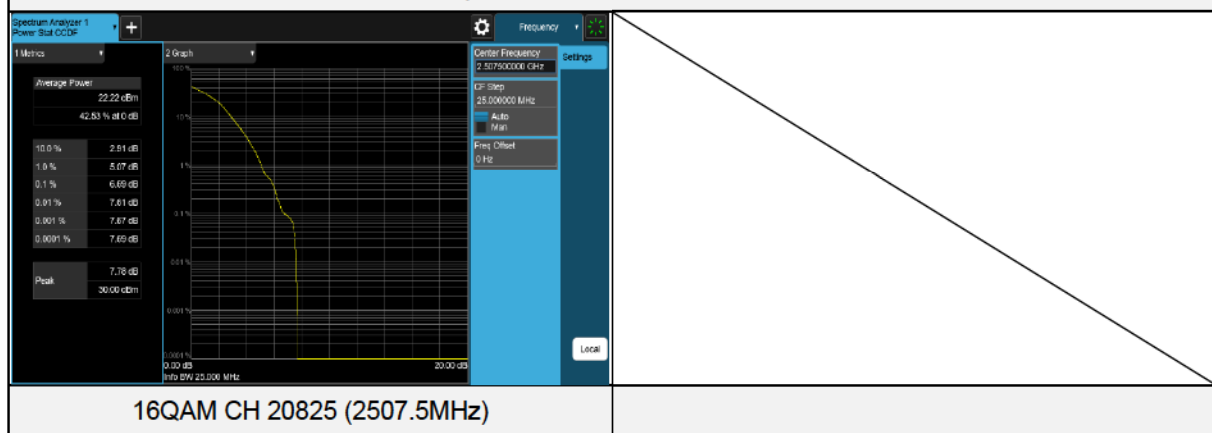 Spectrum Analyzer 1
Power Stat CCDF
+
Frequency
1 Metrics
2 Graph
Center Frequency
2.507500000 GHz
Settings
CF Step
25.000000 MHz
Auto
Man
Freq Offset
0 Hz
Average Power
22.22 dBm
42.53 % at 0 dB
10.0 % 2.91 dB
1.0 % 5.07 dB
0.1 % 6.69 dB
0.01 % 7.61 dB
0.001 % 7.67 dB
0.0001 % 7.69 dB
Peak
7.78 dB
30.00 dBm
100 %
10 %
1 %
0.1 %
0.01 %
0.001 %
0.0001 %
0.00 dB
20.00 dB
Info BW 25.000 MHz
Local
16QAM CH 20825 (2507.5MHz)